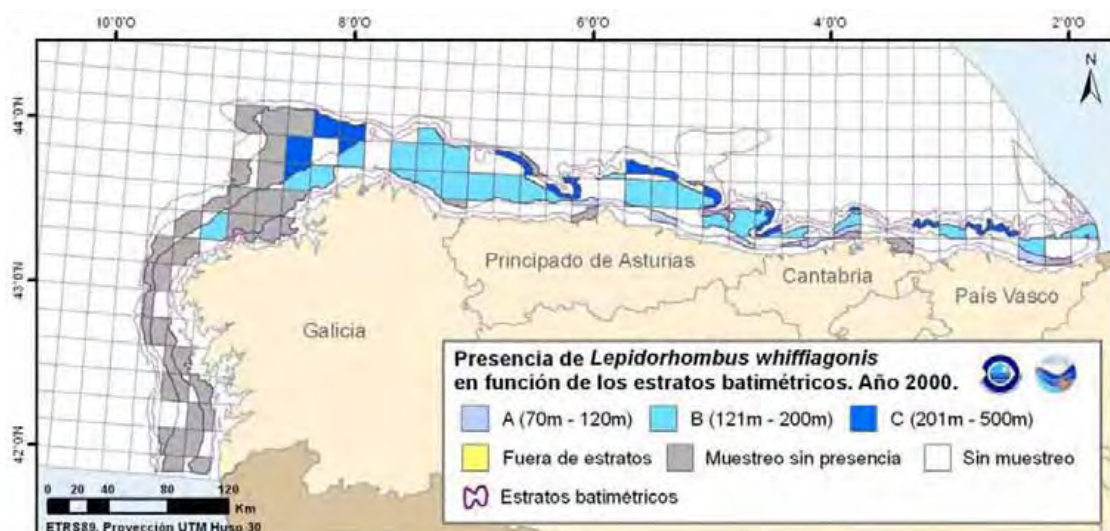 10°0'O 8°0'O 6°0'O 4°0'O 2°0'O
N
44°0'N
43°0'N
42°0'N
Principado de Asturias
Cantabria
País Vasco
Galicia
Presencia de Lepidorhombus whiffiagonis
en función de los estratos batimétricos. Año 2000.
A (70m - 120m) B (121m - 200m) C (201m - 500m)
Fuera de estratos Muestreo sin presencia Sin muestreo
Estratos batimétricos
0 20 40 80 120
Km
ETRS89. Proyección UTM Huso 30